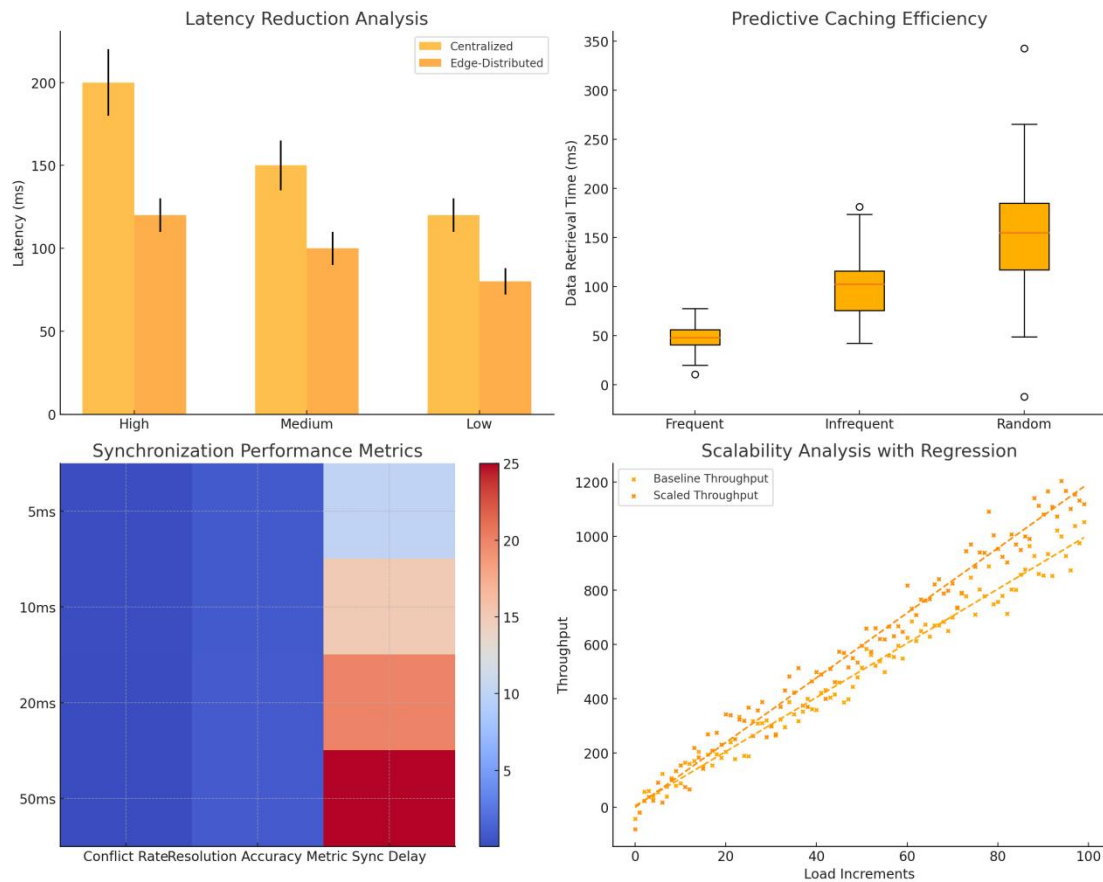 Latency Reduction Analysis
Centralized
Edge-Distributed
Latency (ms)
200
150
100
50
0
High Medium Low
Predictive Caching Efficiency
Data Retrieval Time (ms)
350
300
250
200
150
100
50
0
Frequent Infrequent Random
Synchronization Performance Metrics
5ms
10ms
20ms
50ms
Conflict Rate Resolution Accuracy Metric Sync Delay
25
20
15
10
5
Scalability Analysis with Regression
Baseline Throughput
Scaled Throughput
Throughput
1200
1000
800
600
400
200
0
0 20 40 60 80 100
Load Increments